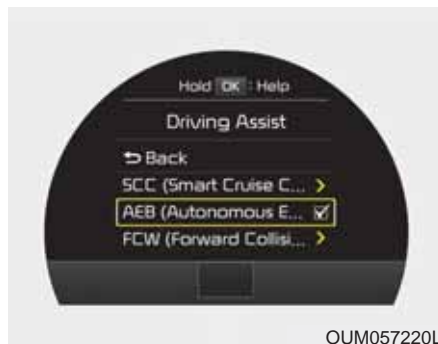 Hold OK : Help
Driving Assist
Back
SCC (Smart Cruise C...
AEB (Autonomous E...
FCW (Forward Collisi...
OUM057220L